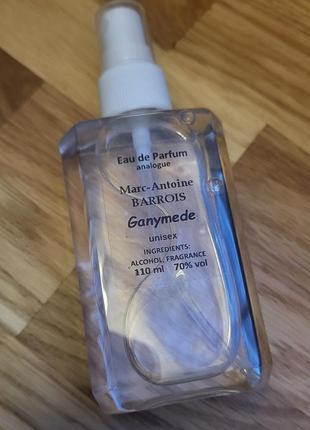 Eau de Parfum
analogue
Marc-Antoine
BARROIS
Ganymede
unisex
INGREDIENTS:
ALCOHOL, FRAGRANCE
110 ml 70% vol